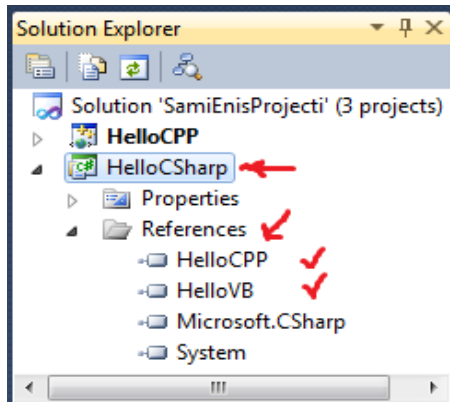 Solution Explorer
Solution 'SamiEnisProjecti' (3 projects)
HelloCPP
C# HelloCSharp
Properties
References
HelloCPP
HelloVB
Microsoft.CSharp
System